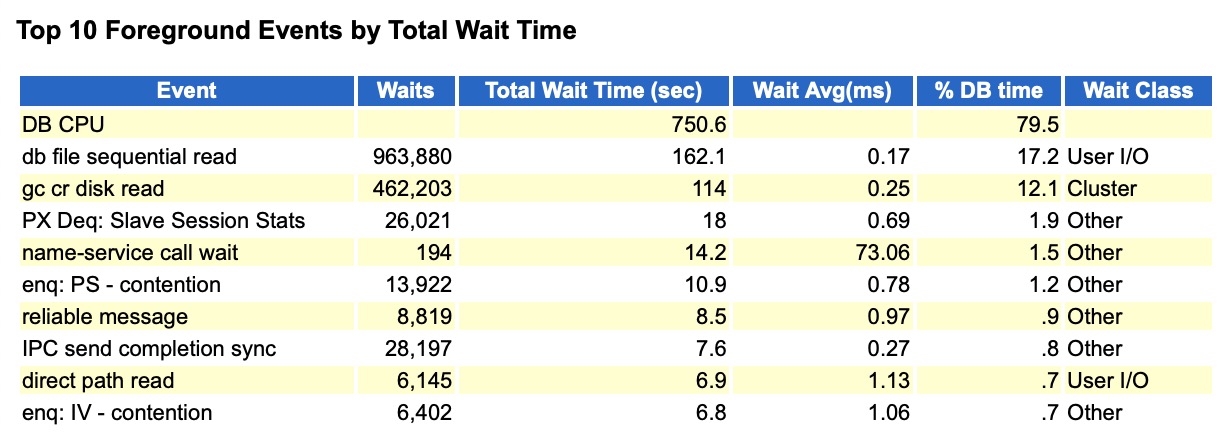 Top 10 Foreground Events by Total Wait Time
Event Waits Total Wait Time (sec) Wait Avg(ms) % DB time Wait Class
DB CPU 750.6 79.5
db file sequential read 963,880 162.1 0.17 17.2 User I/O
gc cr disk read 462,203 114 0.25 12.1 Cluster
PX Deq: Slave Session Stats 26,021 18 0.69 1.9 Other
name-service call wait 194 14.2 73.06 1.5 Other
enq: PS - contention 13,922 10.9 0.78 1.2 Other
reliable message 8,819 8.5 0.97 .9 Other
IPC send completion sync 28,197 7.6 0.27 .8 Other
direct path read 6,145 6.9 1.13 .7 User I/O
enq: IV - contention 6,402 6.8 1.06 .7 Other